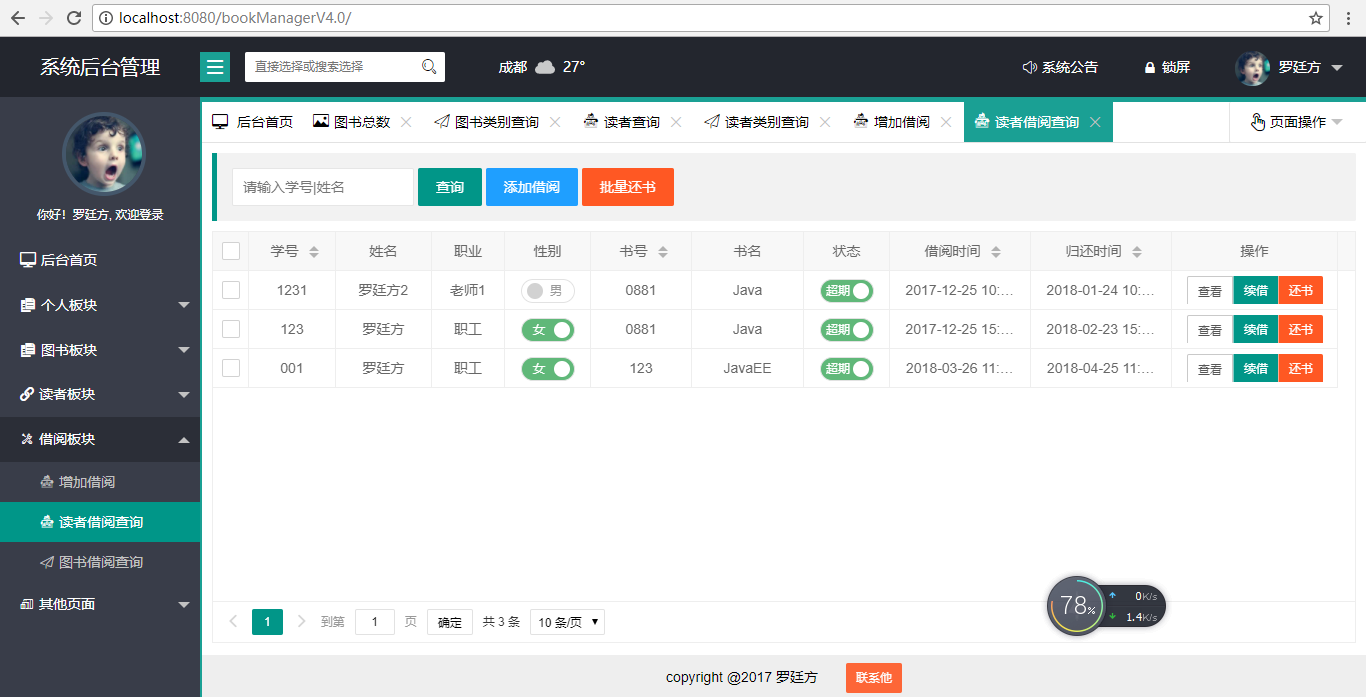 localhost:8080/bookManagerV4.0/
系统后台管理
直接选择或搜索选择
成都 27°
系统公告
锁屏
罗廷方
你好！罗廷方, 欢迎登录
后台首页
个人板块
图书板块
读者板块
借阅板块
增加借阅
读者借阅查询
图书借阅查询
其他页面
后台首页 图书总数 图书类别查询 读者查询 读者类别查询 增加借阅 读者借阅查询 页面操作
请输入学号|姓名 查询 添加借阅 批量还书
学号 姓名 职业 性别 书号 书名 状态 借阅时间 归还时间 操作
1231 罗廷方2 老师1 男 0881 Java 超期 2017-12-25 10:... 2018-01-24 10:... 查看 续借 还书
123 罗廷方 职工 女 0881 Java 超期 2017-12-25 15:... 2018-02-23 15:... 查看 续借 还书
001 罗廷方 职工 女 123 JavaEE 超期 2018-03-26 11:... 2018-04-25 11:... 查看 续借 还书
1 到第 1 页 确定 共 3 条 10 条/页
78%
0K/s
1.4K/s
copyright @2017 罗廷方 联系他